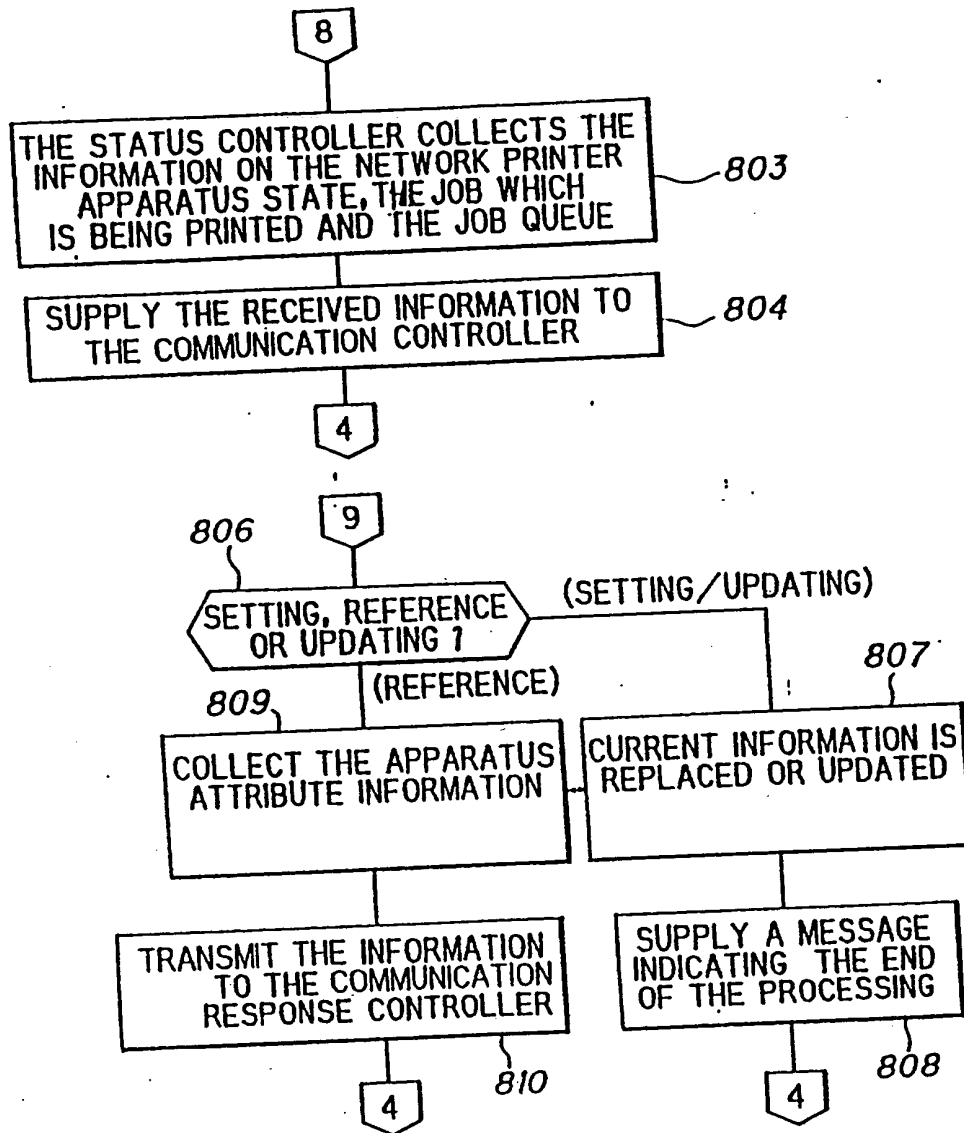 8
THE STATUS CONTROLLER COLLECTS THE
INFORMATION ON THE NETWORK PRINTER
APPARATUS STATE, THE JOB WHICH
IS BEING PRINTED AND THE JOB QUEUE
803
SUPPLY THE RECEIVED INFORMATION TO
THE COMMUNICATION CONTROLLER
804
4
9
806
SETTING, REFERENCE
OR UPDATING ?
(SETTING/UPDATING)
(REFERENCE)
809
COLLECT THE APPARATUS
ATTRIBUTE INFORMATION
807
CURRENT INFORMATION IS
REPLACED OR UPDATED
TRANSMIT THE INFORMATION
TO THE COMMUNICATION
RESPONSE CONTROLLER
810
4
SUPPLY A MESSAGE
INDICATING THE END
OF THE PROCESSING
808
4